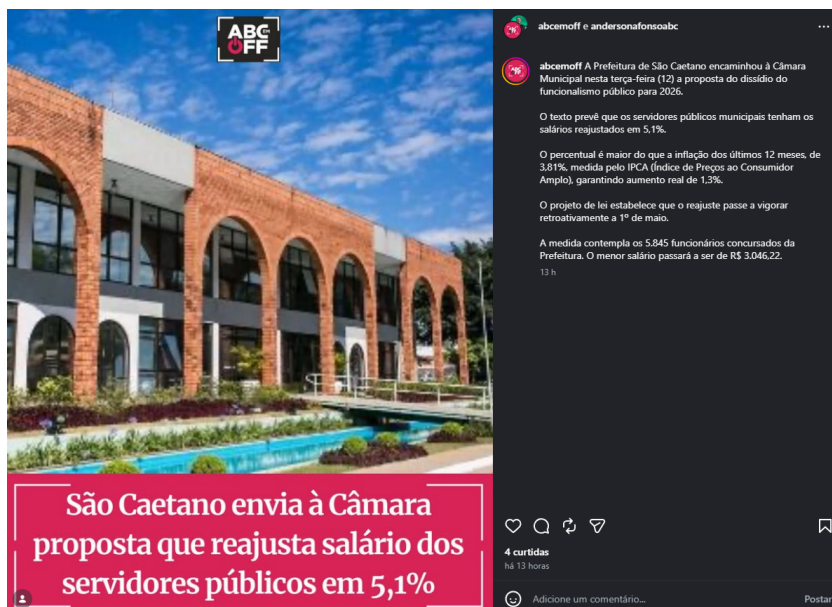 ABC EM
OFF
São Caetano envia à Câmara
proposta que reajusta salário dos
servidores públicos em 5,1%
abcemoff e andersonafonsoabc
abcemoff A Prefeitura de São Caetano encaminhou à Câmara
Municipal nesta terça-feira (12) a proposta do dissídio do
funcionalismo público para 2026.
O texto prevê que os servidores públicos municipais tenham os
salários reajustados em 5,1%.
O percentual é maior do que a inflação dos últimos 12 meses, de
3,81%, medida pelo IPCA (Índice de Preços ao Consumidor
Amplo), garantindo aumento real de 1,3%.
O projeto de lei estabelece que o reajuste passe a vigorar
retroativamente a 1º de maio.
A medida contempla os 5.845 funcionários concursados da
Prefeitura. O menor salário passará a ser de R$ 3.046,22.
13 h
4 curtidas
há 13 horas
Adicione um comentário...
Postar